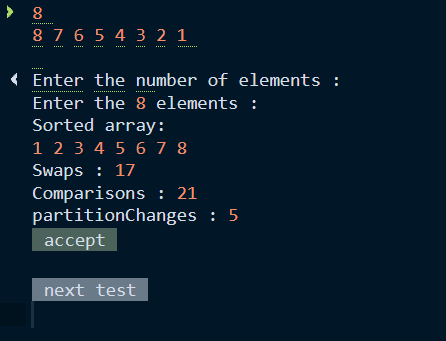 8
8 7 6 5 4 3 2 1
Enter the number of elements :
Enter the 8 elements :
Sorted array:
1 2 3 4 5 6 7 8
Swaps : 17
Comparisons : 21
partitionChanges : 5
accept
next test